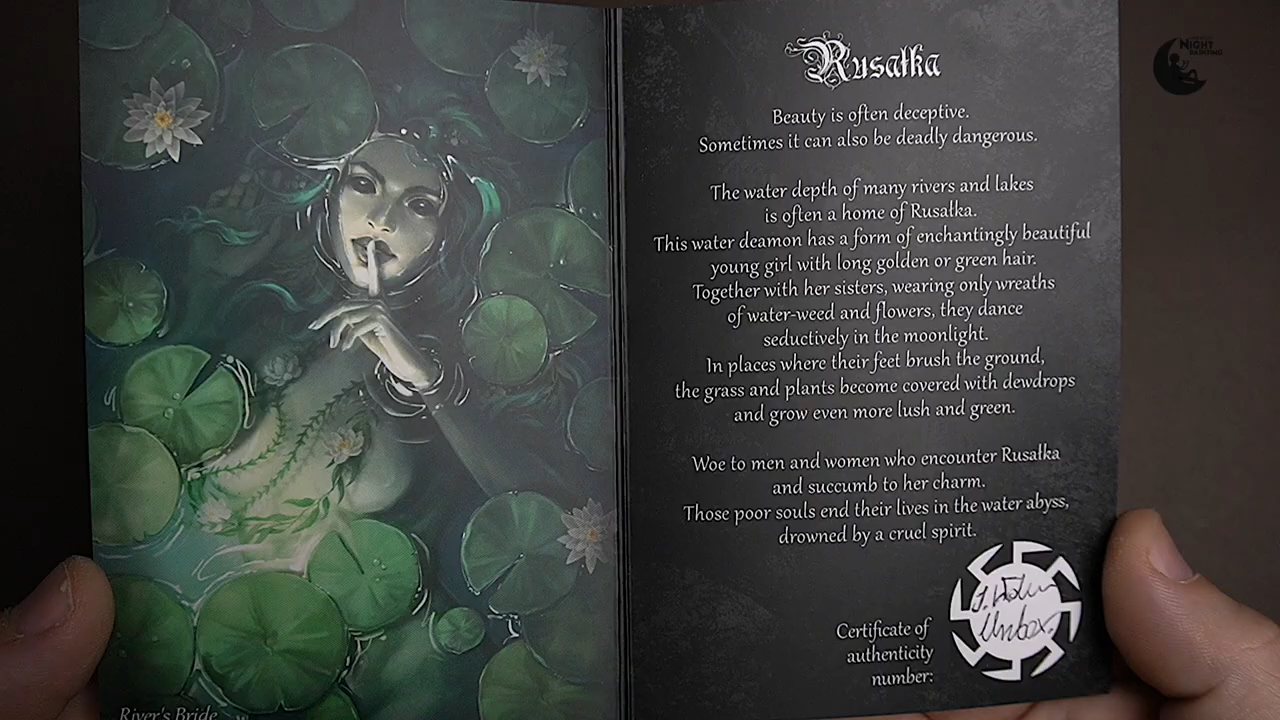 Rusałka
NIGHT
PAINTING
Beauty is often deceptive.
Sometimes it can also be deadly dangerous.
The water depth of many rivers and lakes
is often a home of Rusałka.
This water deamon has a form of enchantingly beautiful
young girl with long golden or green hair.
Together with her sisters, wearing only wreaths
of water-weed and flowers, they dance
seductively in the moonlight.
In places where their feet brush the ground,
the grass and plants become covered with dewdrops
and grow even more lush and green.
Woe to men and women who encounter Rusałka
and succumb to her charm.
Those poor souls end their lives in the water abyss,
drowned by a cruel spirit.
Certificate of
authenticity
number:
River's Bride